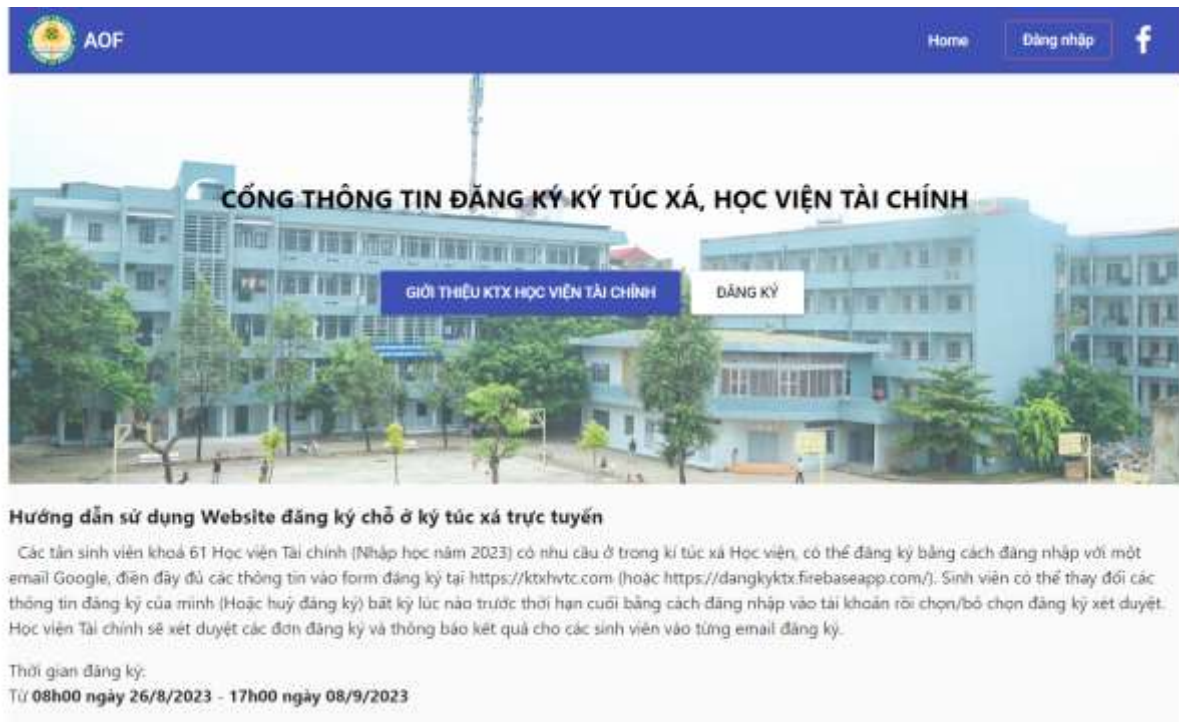 AOF
Home
Đăng nhập
CỔNG THÔNG TIN ĐĂNG KÝ KÝ TÚC XÁ, HỌC VIỆN TÀI CHÍNH
GIỚI THIỆU KTX HỌC VIỆN TÀI CHÍNH
ĐĂNG KÝ
Hướng dẫn sử dụng Website đăng ký chỗ ở ký túc xá trực tuyến
Các tân sinh viên khoá 61 Học viện Tài chính (Nhập học năm 2023) có nhu cầu ở trong kí túc xá Học viện, có thể đăng ký bằng cách đăng nhập với một
email Google, điền đầy đủ các thông tin vào form đăng ký tại https://ktxhvtc.com (hoặc https://dangkyktx.firebaseapp.com/). Sinh viên có thể thay đổi các
thông tin đăng ký của mình (Hoặc huỷ đăng ký) bất kỳ lúc nào trước thời hạn cuối bằng cách đăng nhập vào tài khoản rồi chọn/bỏ chọn đăng ký xét duyệt.
Học viện Tài chính sẽ xét duyệt các đơn đăng ký và thông báo kết quả cho các sinh viên vào từng email đăng ký.
Thời gian đăng ký:
Từ 08h00 ngày 26/8/2023 - 17h00 ngày 08/9/2023